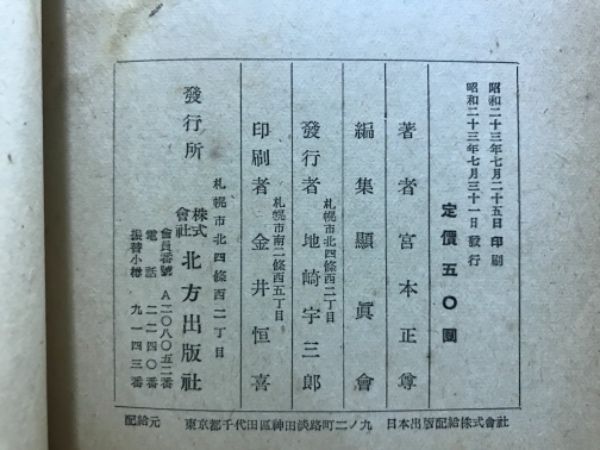 昭和二十三年七月二十五日 印刷
昭和二十三年七月三十一日 發行
定價五〇圓
著者 宮本正尊
編集 顯眞會
札幌市北四條西二丁目
發行者 地崎宇三郎
札幌市南二條西五丁目
印刷者 金井恒喜
札幌市北四條西二丁目
發行所 株式會社 北方出版社
會員番號 A二〇八〇五二番
電話 二二四〇番
振替小樽 九一四三番
配給元 東京都千代田區神田淡路町二ノ九 日本出版配給株式會社